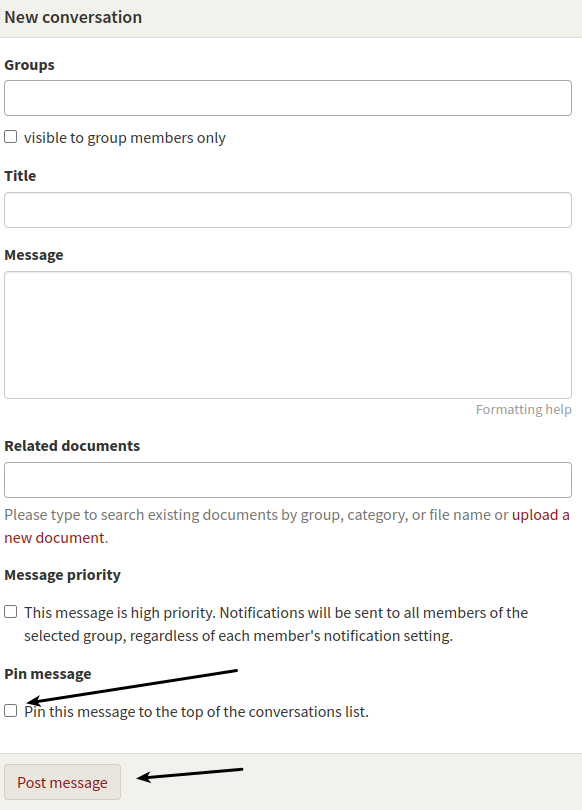 New conversation
Groups
visible to group members only
Title
Message
Formatting help
Related documents
Please type to search existing documents by group, category, or file name or upload a
new document.
Message priority
This message is high priority. Notifications will be sent to all members of the
selected group, regardless of each member's notification setting.
Pin message
Pin this message to the top of the conversations list.
Post message